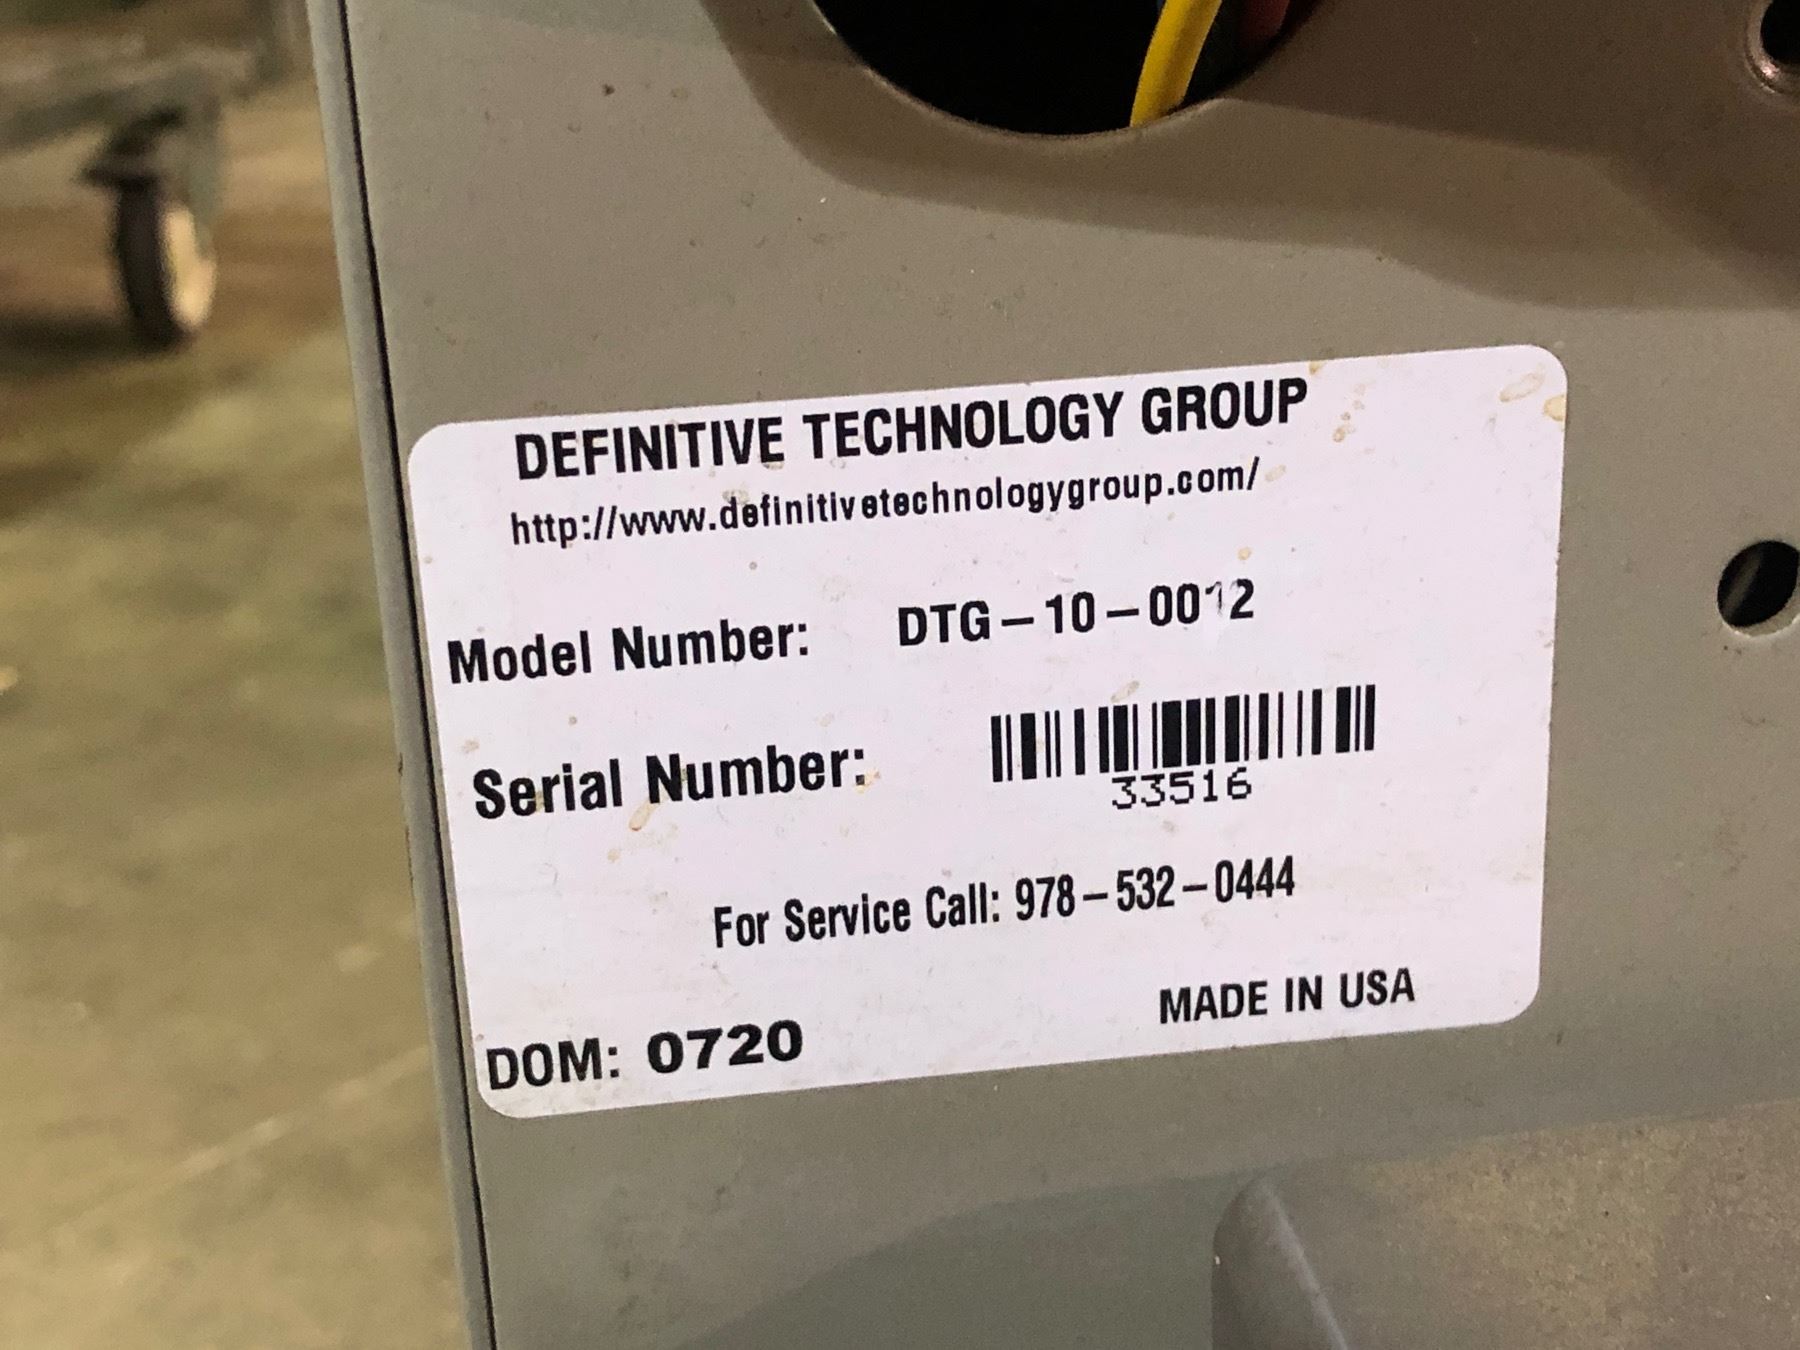 DEFINITIVE TECHNOLOGY GROUP
http://www.definitivetechnologygroup.com/
Model Number: DTG-10-0012
Serial Number: 33516
For Service Call: 978-532-0444
MADE IN USA
DOM: 0720